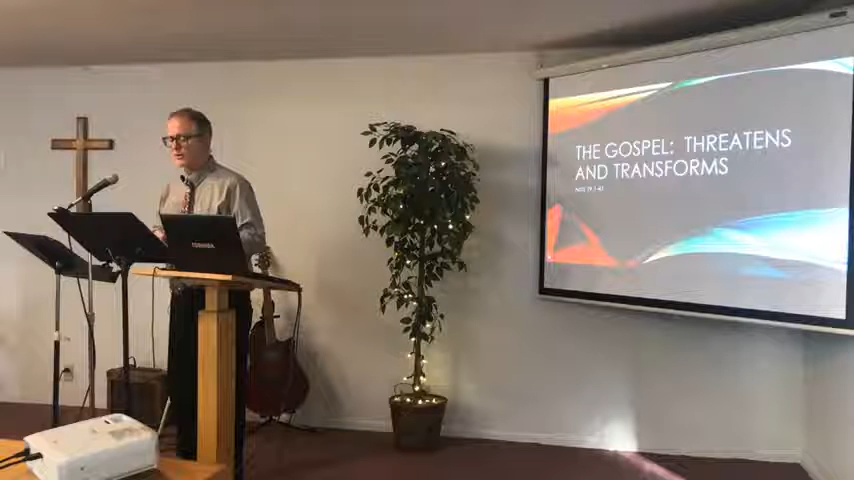 THE GOSPEL: THREATENS
AND TRANSFORMS
TOSHIBA